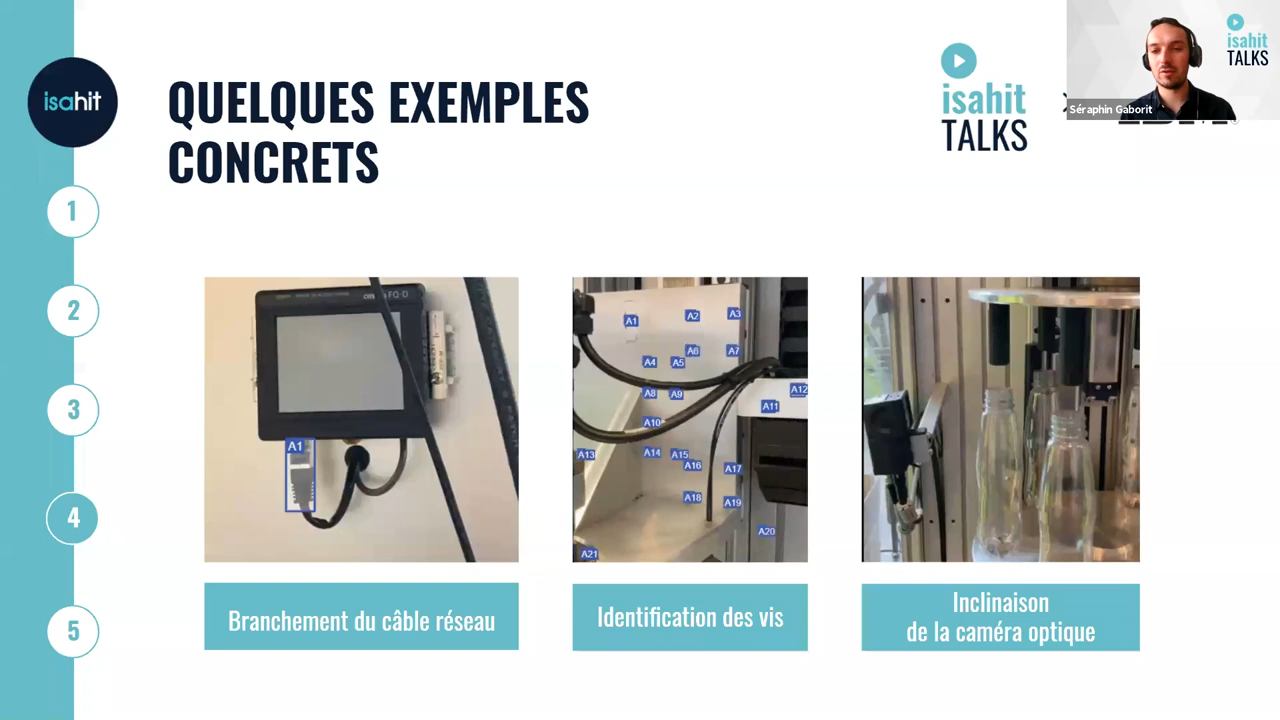 isahit
QUELQUES EXEMPLES
CONCRETS
isahit
TALKS
isahit
TALKS
Séraphin Gaborit
1
2
3
4
5
FQ-D
A1
A1
A2
A3
A4
A5
A6
A7
A8
A9
A10
A11
A12
A13
A14
A15
A16
A17
A18
A19
A20
A21
Branchement du câble réseau
Identification des vis
Inclinaison
de la caméra optique